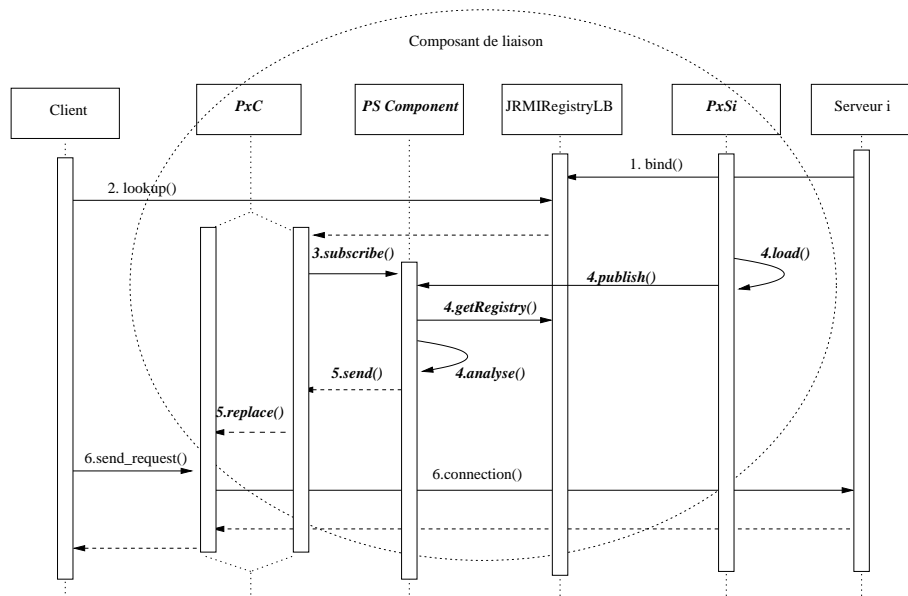 Composant de liaison
Client
PxC
PS Component
JRMIRegistryLB
PxSi
Serveur i
1. bind()
2. lookup()
3.subscribe()
4.load()
4.publish()
4.getRegistry()
4.analyse()
5.send()
5.replace()
6.send_request()
6.connection()